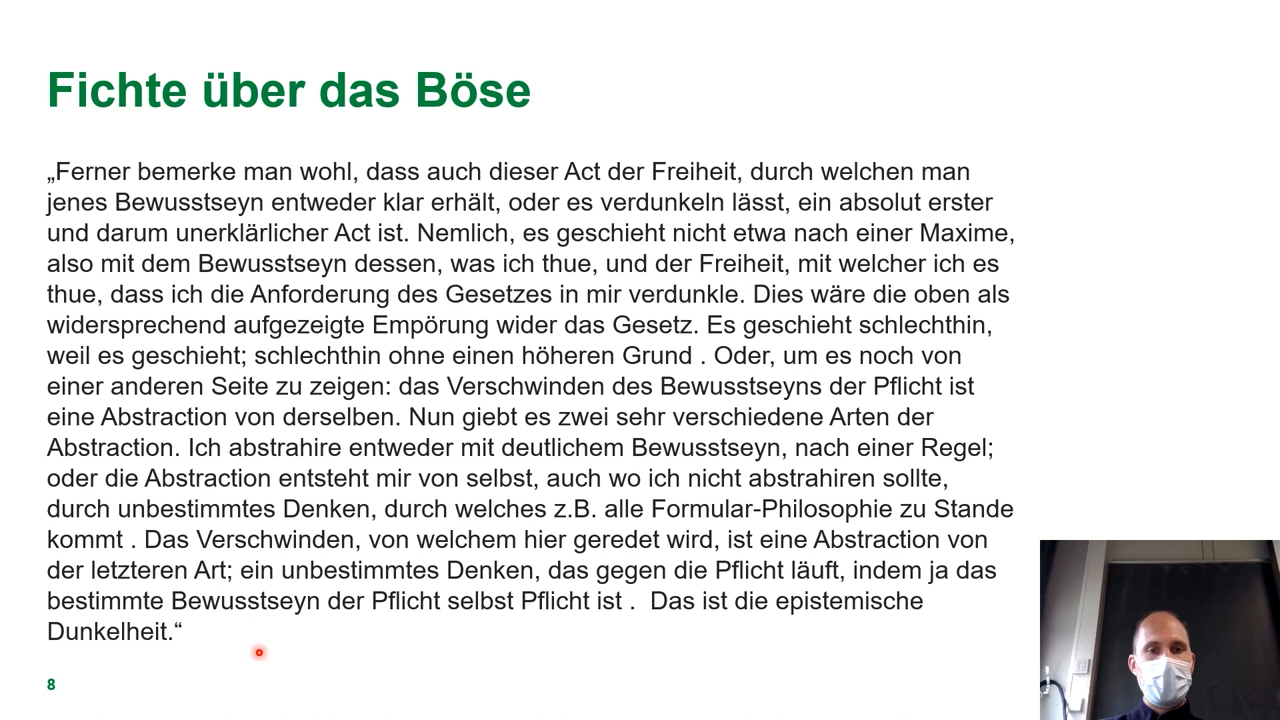 Fichte über das Böse
„Ferner bemerke man wohl, dass auch dieser Act der Freiheit, durch welchen man
jenes Bewusstseyn entweder klar erhält, oder es verdunkeln lässt, ein absolut erster
und darum unerklärlicher Act ist. Nemlich, es geschieht nicht etwa nach einer Maxime,
also mit dem Bewusstseyn dessen, was ich thue, und der Freiheit, mit welcher ich es
thue, dass ich die Anforderung des Gesetzes in mir verdunkle. Dies wäre die oben als
widersprechend aufgezeigte Empörung wider das Gesetz. Es geschieht schlechthin,
weil es geschieht; schlechthin ohne einen höheren Grund . Oder, um es noch von
einer anderen Seite zu zeigen: das Verschwinden des Bewusstseyns der Pflicht ist
eine Abstraction von derselben. Nun giebt es zwei sehr verschiedene Arten der
Abstraction. Ich abstrahire entweder mit deutlichem Bewusstseyn, nach einer Regel;
oder die Abstraction entsteht mir von selbst, auch wo ich nicht abstrahiren sollte,
durch unbestimmtes Denken, durch welches z.B. alle Formular-Philosophie zu Stande
kommt . Das Verschwinden, von welchem hier geredet wird, ist eine Abstraction von
der letzteren Art; ein unbestimmtes Denken, das gegen die Pflicht läuft, indem ja das
bestimmte Bewusstseyn der Pflicht selbst Pflicht ist .  Das ist die epistemische
Dunkelheit.“
8